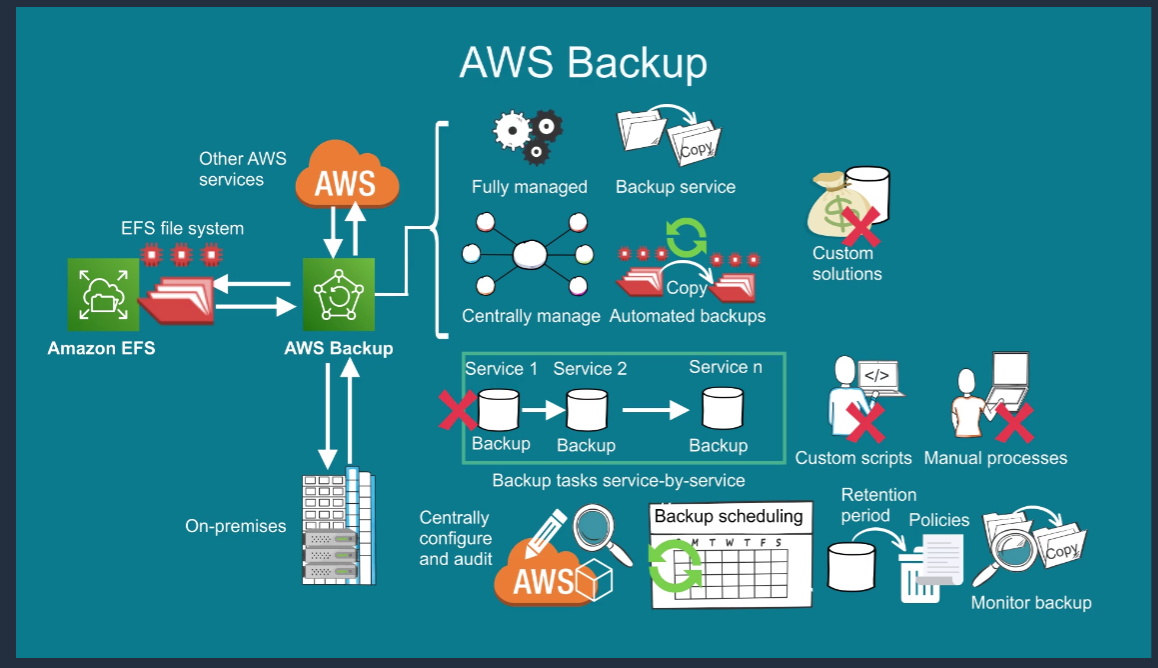 AWS Backup
Other AWS
services
AWS
EFS file system
Amazon EFS
AWS Backup
On-premises
Copy
Fully managed
Backup service
Copy
Centrally manage
Automated backups
Custom
solutions
Service 1
Service 2
Service n
Backup
Backup
Backup
Backup tasks service-by-service
</>
Custom scripts
Manual processes
Centrally
configure
and audit
AWS
Backup scheduling
M T W T F S
Retention
period
Policies
Copy
Monitor backup